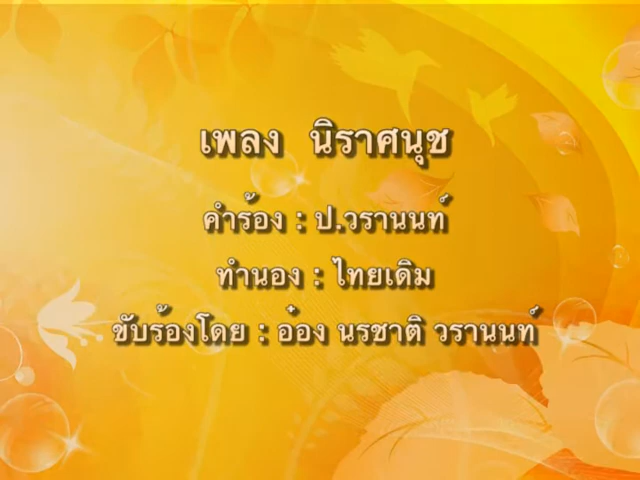 เพลง นิราศนุช
คำร้อง : ป.วรานนท์
ทำนอง : ไทยเดิม
ขับร้องโดย : อ๋อง นรชาติ วรานนท์